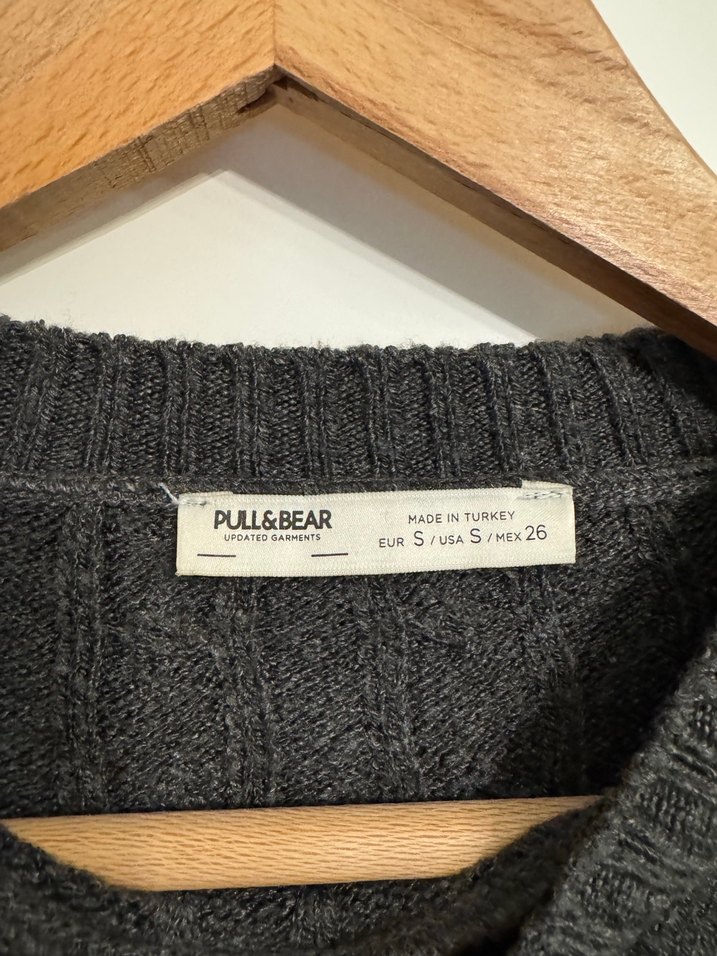 PULL&BEAR
UPDATED GARMENTS
MADE IN TURKEY
EUR S / USA S / MEX 26